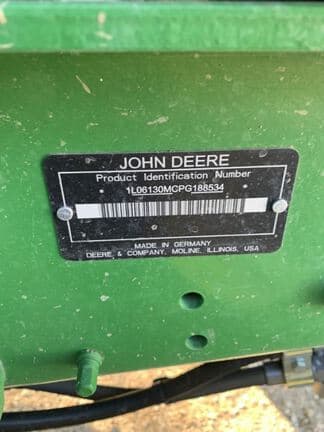 JOHN DEERE
Product Identification Number
1L06130MCPG188534
MADE IN GERMANY
DEERE & COMPANY, MOLINE, ILLINOIS, USA